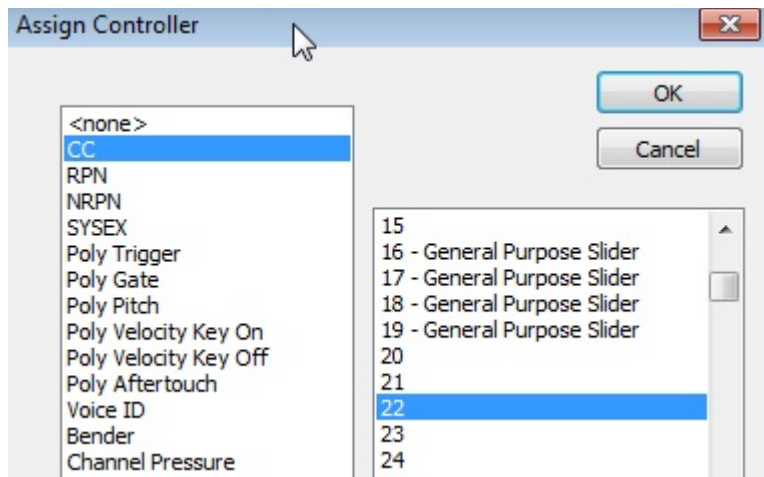 Assign Controller
OK
Cancel
<none>
CC
RPN
NRPN
SYSEX
Poly Trigger
Poly Gate
Poly Pitch
Poly Velocity Key On
Poly Velocity Key Off
Poly Aftertouch
Voice ID
Bender
Channel Pressure
15
16 - General Purpose Slider
17 - General Purpose Slider
18 - General Purpose Slider
19 - General Purpose Slider
20
21
22
23
24